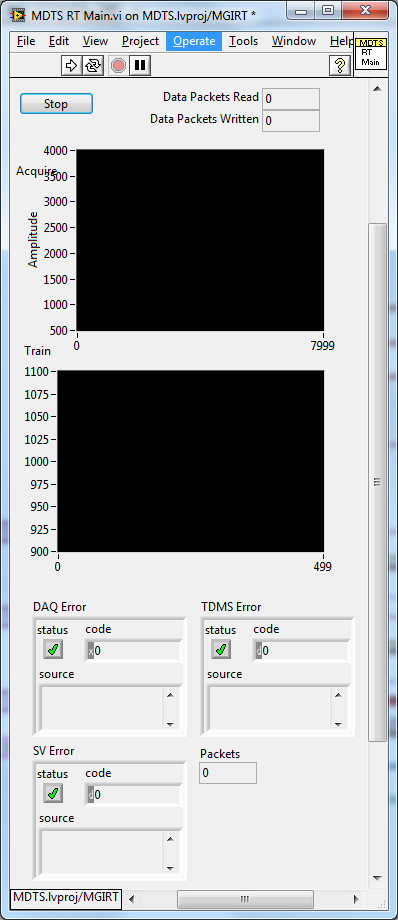 MDTS RT Main.vi on MDTS.lvproj/MGIRT *
File Edit View Project Operate Tools Window Help
MDTS
RT
Main
?
Stop
Data Packets Read 0
Data Packets Written 0
Acquire
Amplitude
4000
3500
3000
2500
2000
1500
1000
500
0 7999
Train
1100
1075
1050
1025
1000
975
950
925
900
0 499
DAQ Error
status code
x0
source
TDMS Error
status code
d0
source
SV Error
status code
d0
source
Packets
0
MDTS.lvproj/MGIRT